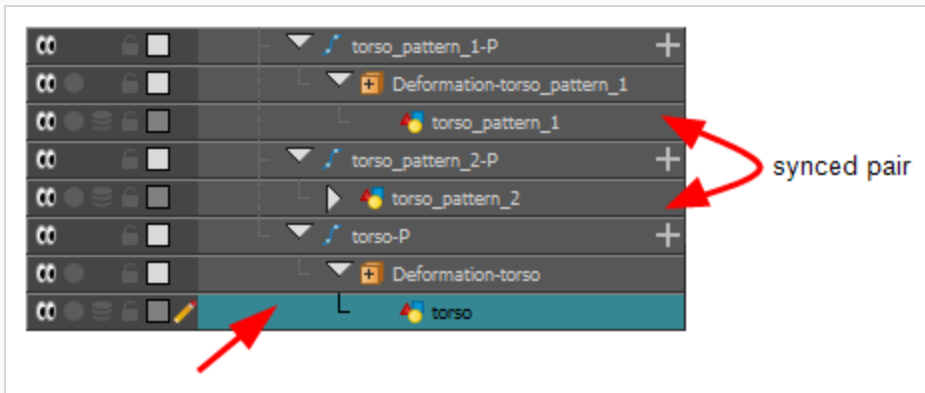 torso_pattern_1-P
Deformation-torso_pattern_1
torso_pattern_1
torso_pattern_2-P
synced pair
torso_pattern_2
torso-P
Deformation-torso
torso